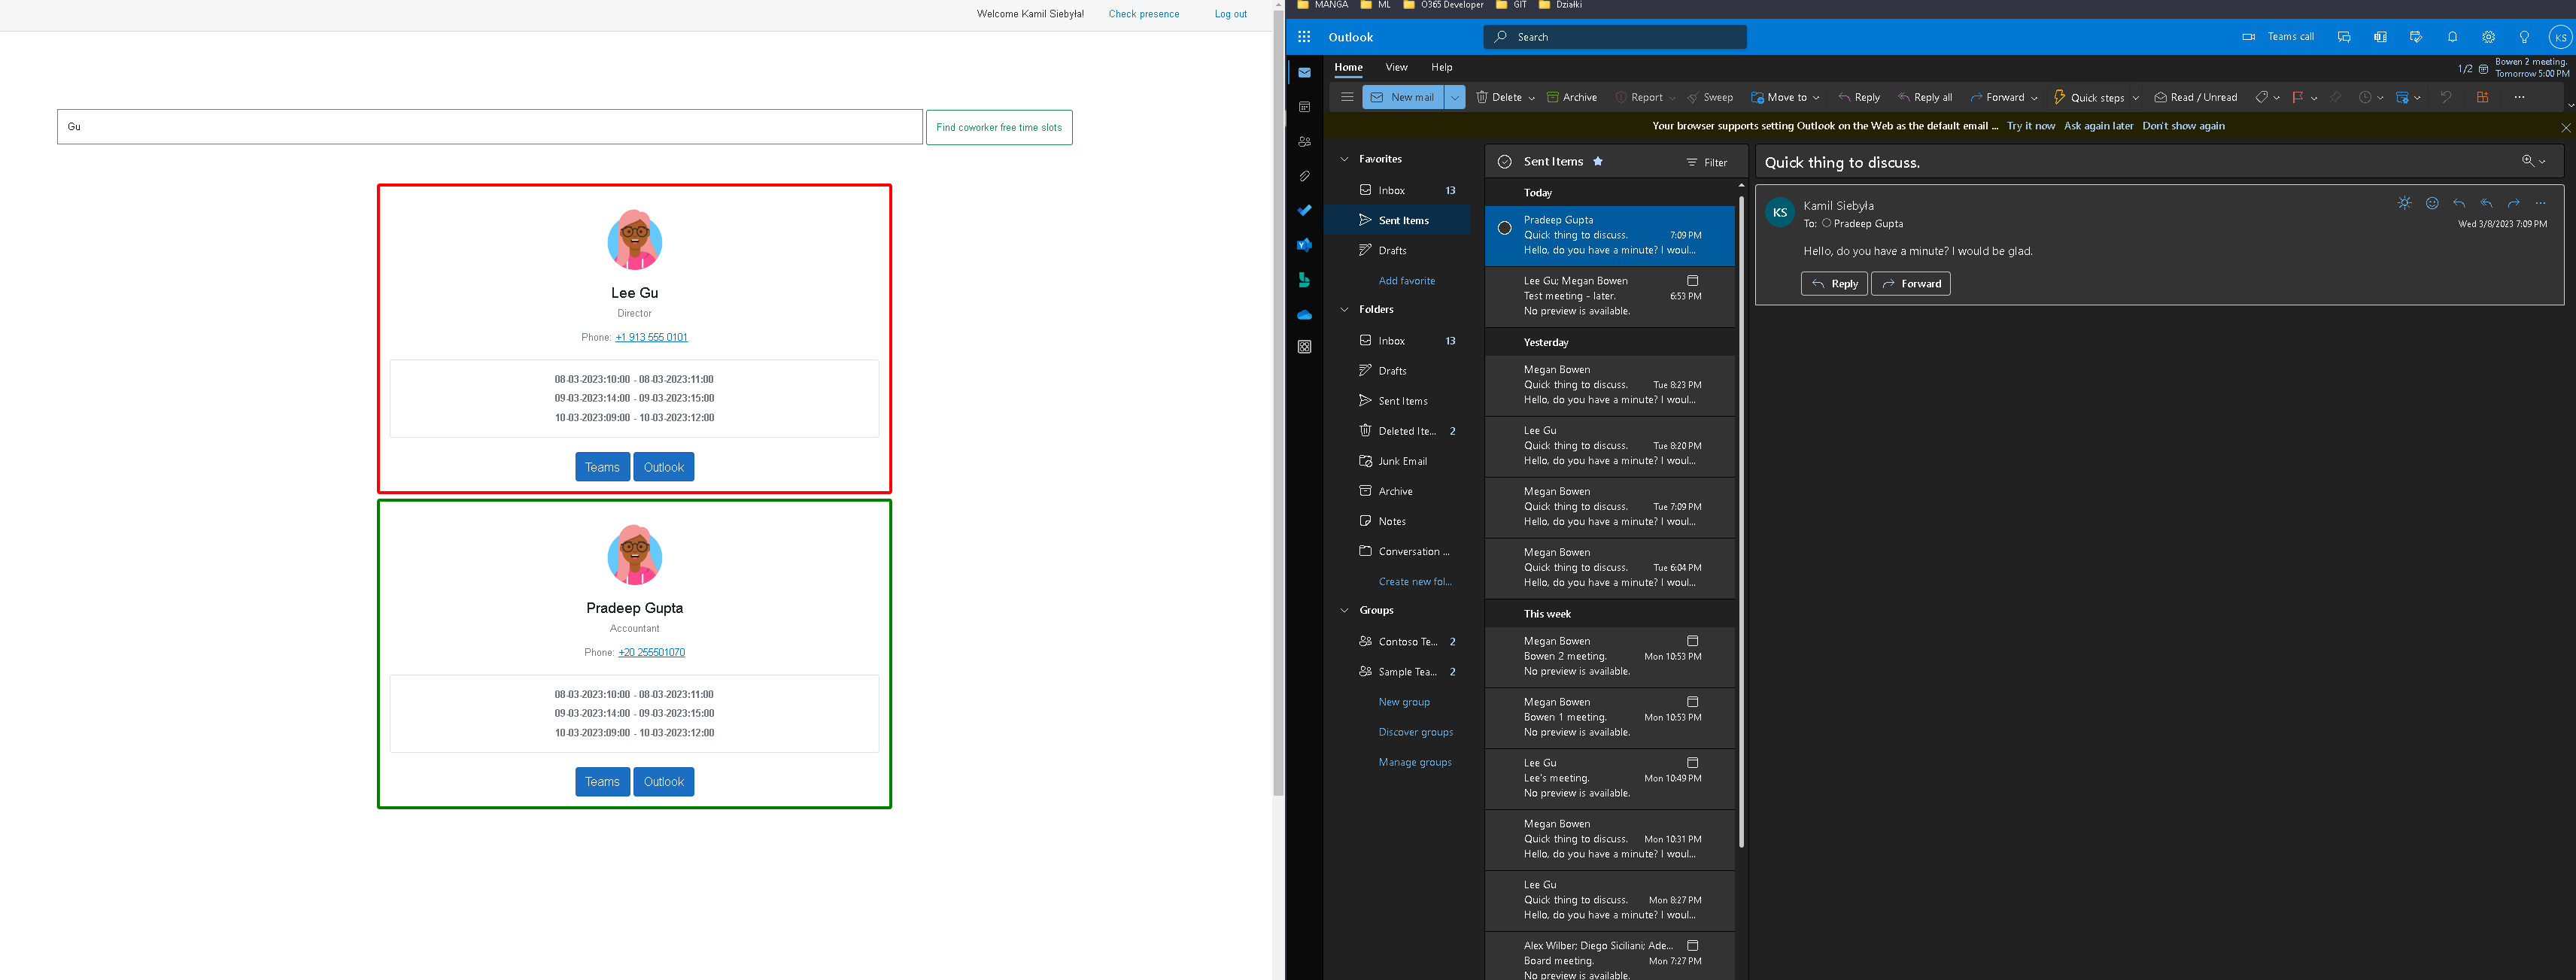 Welcome Kamil Siebyła! Check presence Log out
Gu
Find coworker free time slots
Lee Gu
Director
Phone: +1 913 555 0101
08-03-2023:10:00 - 08-03-2023:11:00
09-03-2023:14:00 - 09-03-2023:15:00
10-03-2023:09:00 - 10-03-2023:12:00
Teams Outlook
Pradeep Gupta
Accountant
Phone: +20 255501070
08-03-2023:10:00 - 08-03-2023:11:00
09-03-2023:14:00 - 09-03-2023:15:00
10-03-2023:09:00 - 10-03-2023:12:00
Teams Outlook
MANGA ML O365 Developer GIT Działki
Outlook Search Teams call KS
Home View Help
1/2 Bowen 2 meeting.
Tomorrow 5:00 PM
New mail Delete Archive Report Sweep Move to Reply Reply all Forward Quick steps Read / Unread
Your browser supports setting Outlook on the Web as the default email ... Try it now Ask again later Don't show again
Favorites
Inbox 13
Sent Items
Drafts
Add favorite
Folders
Inbox 13
Drafts
Sent Items
Deleted Ite... 2
Junk Email
Archive
Notes
Conversation ...
Create new fol...
Groups
Contoso Te... 2
Sample Tea... 2
New group
Discover groups
Manage groups
Sent Items Filter
Today
Pradeep Gupta
Quick thing to discuss. 7:09 PM
Hello, do you have a minute? I woul...
Lee Gu; Megan Bowen
Test meeting - later. 6:53 PM
No preview is available.
Yesterday
Megan Bowen
Quick thing to discuss. Tue 8:23 PM
Hello, do you have a minute? I woul...
Lee Gu
Quick thing to discuss. Tue 8:20 PM
Hello, do you have a minute? I woul...
Megan Bowen
Quick thing to discuss. Tue 7:09 PM
Hello, do you have a minute? I woul...
Megan Bowen
Quick thing to discuss. Tue 6:04 PM
Hello, do you have a minute? I woul...
This week
Megan Bowen
Bowen 2 meeting. Mon 10:53 PM
No preview is available.
Megan Bowen
Bowen 1 meeting. Mon 10:53 PM
No preview is available.
Lee Gu
Lee's meeting. Mon 10:49 PM
No preview is available.
Megan Bowen
Quick thing to discuss. Mon 10:31 PM
Hello, do you have a minute? I woul...
Lee Gu
Quick thing to discuss. Mon 8:27 PM
Hello, do you have a minute? I woul...
Alex Wilber; Diego Siciliani; Ade...
Board meeting. Mon 7:27 PM
No preview is available.
Quick thing to discuss.
KS
Kamil Siebyła
To: Pradeep Gupta
Wed 3/8/2023 7:09 PM
Hello, do you have a minute? I would be glad.
Reply Forward